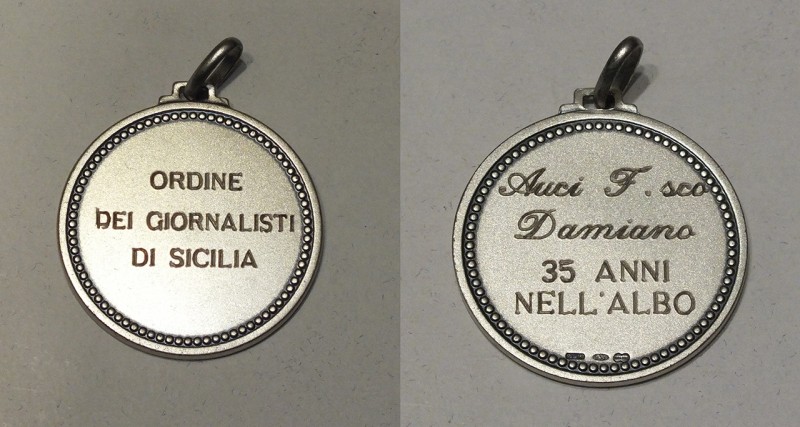 ORDINE
DEI GIORNALISTI
DI SICILIA
Auci F.sco
Damiano
35 ANNI
NELL'ALBO